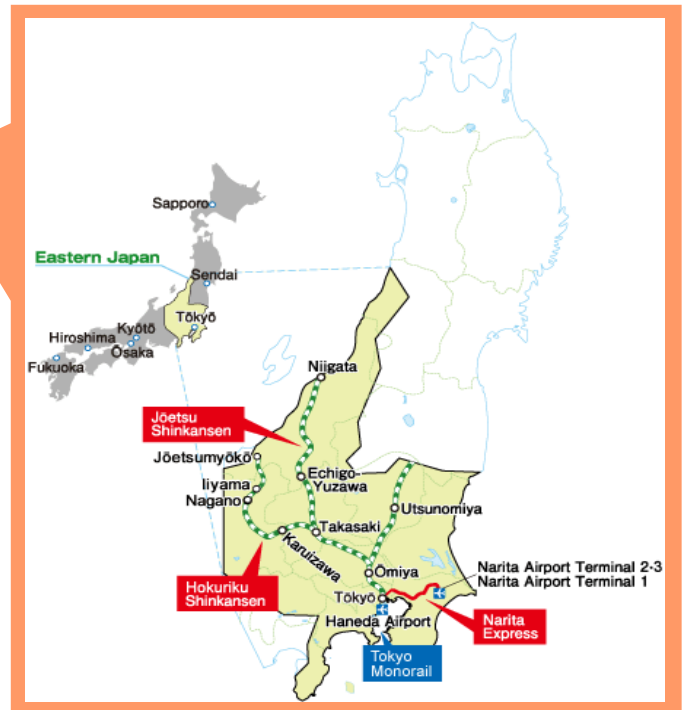 Sapporo
Eastern Japan
Sendai
Tōkyō
Kyōtō
Hiroshima
Ōsaka
Fukuoka
Niigata
Jōetsu
Shinkansen
Jōetsumyōkō
Iiyama
Nagano
Echigo-
Yuzawa
Utsunomiya
Takasaki
Karuizawa
Ōmiya
Hokuriku
Shinkansen
Tōkyō
Narita Airport Terminal 2-3
Narita Airport Terminal 1
Haneda Airport
Narita
Express
Tokyo
Monorail